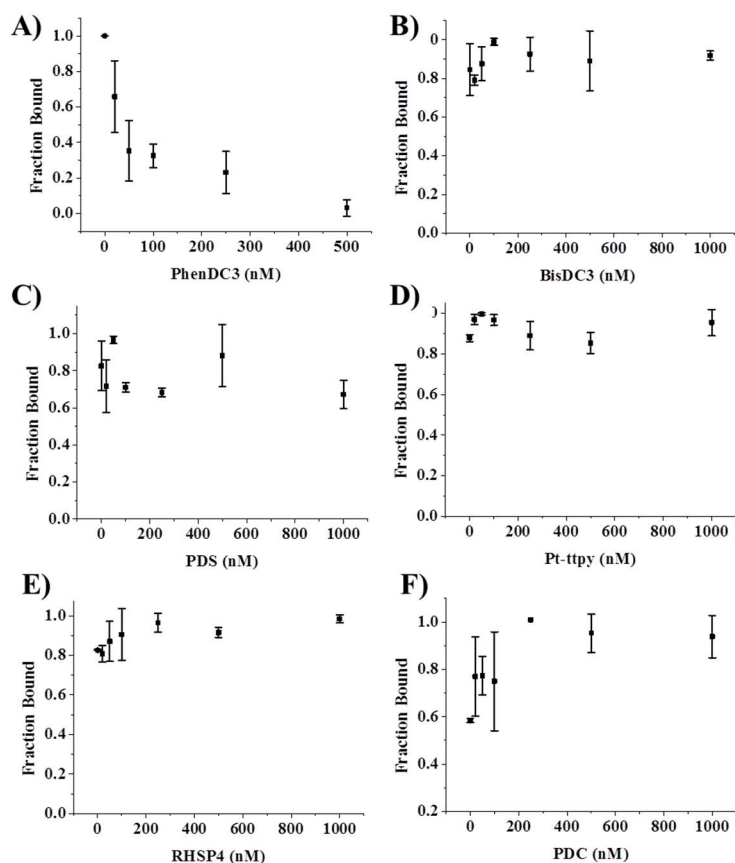 A)
1.0
0.8
0.6
0.4
0.2
0.0
Fraction Bound
0 100 200 300 400 500
PhenDC3 (nM)
B)
0
0.8
0.6
0.4
0.2
0
Fraction Bound
0 200 400 600 800 1000
BisDC3 (nM)
C)
1.0
0.8
0.6
0.4
0.2
0.0
Fraction Bound
0 200 400 600 800 1000
PDS (nM)
D)
0
0.8
0.6
0.4
0.2
0
Fraction Bound
0 200 400 600 800 1000
Pt-ttpy (nM)
E)
1.0
0.8
0.6
0.4
0.2
0.0
Fraction Bound
0 200 400 600 800 1000
RHSP4 (nM)
F)
1.0
0.8
0.6
0.4
0.2
Fraction Bound
0 200 400 600 800 1000
PDC (nM)